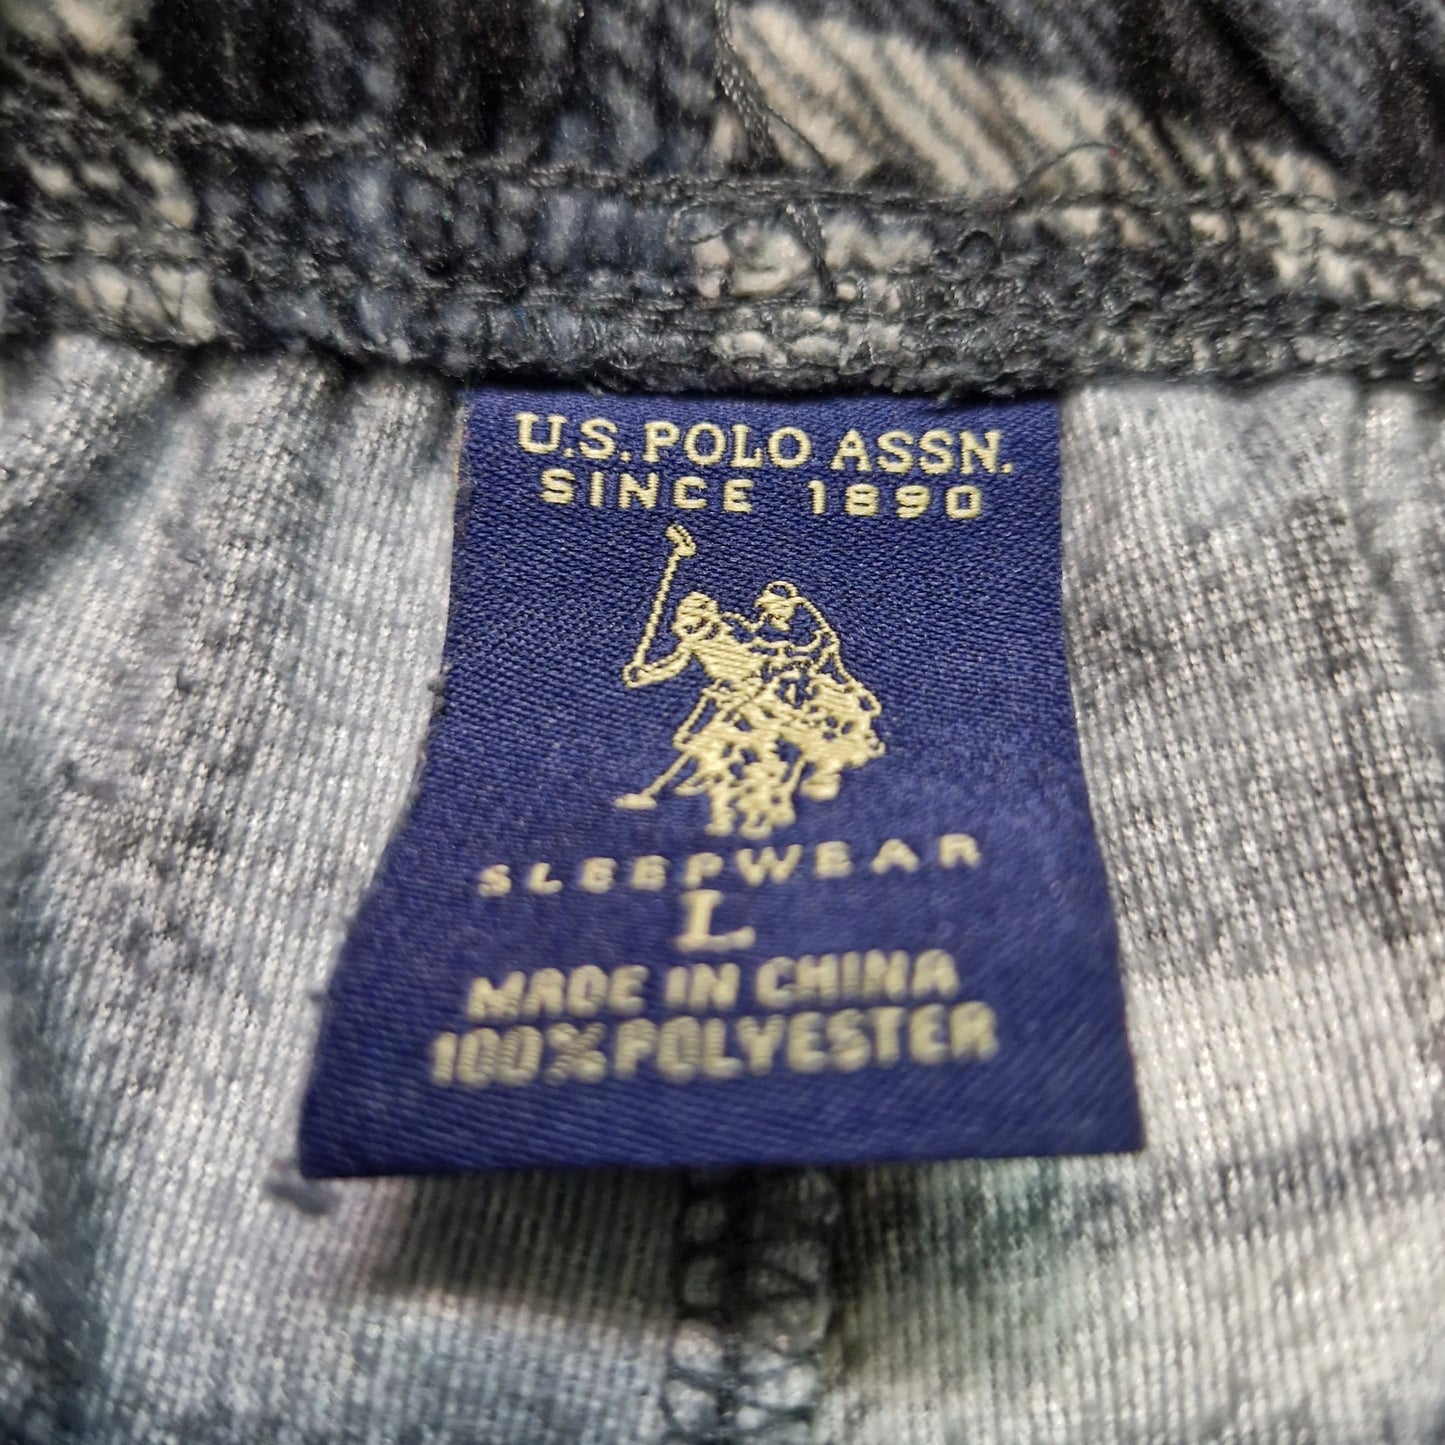 U.S. POLO ASSN.
SINCE 1890
SLEEPWEAR
L
MADE IN CHINA
100% POLYESTER